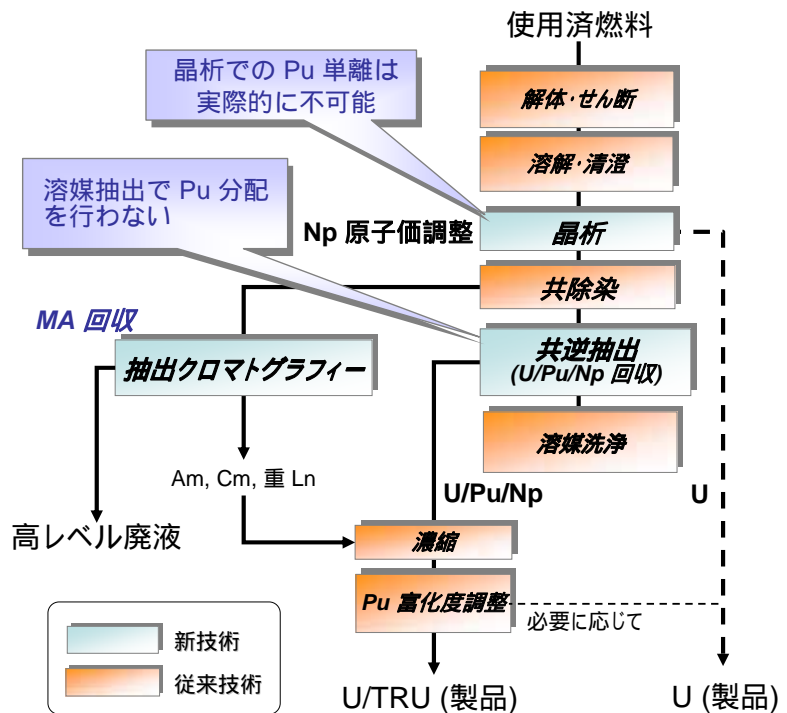 使用済燃料
晶析での Pu 単離は
実際的に不可能
解体･せん断
溶解･清澄
溶媒抽出で Pu 分配
を行わない
Np 原子価調整
晶析
共除染
MA 回収
抽出クロマトグラフィー
共逆抽出
(U/Pu/Np 回収)
溶媒洗浄
Am, Cm, 重 Ln
U/Pu/Np
U
高レベル廃液
濃縮
Pu 富化度調整
必要に応じて
新技術
従来技術
U/TRU (製品)
U (製品)